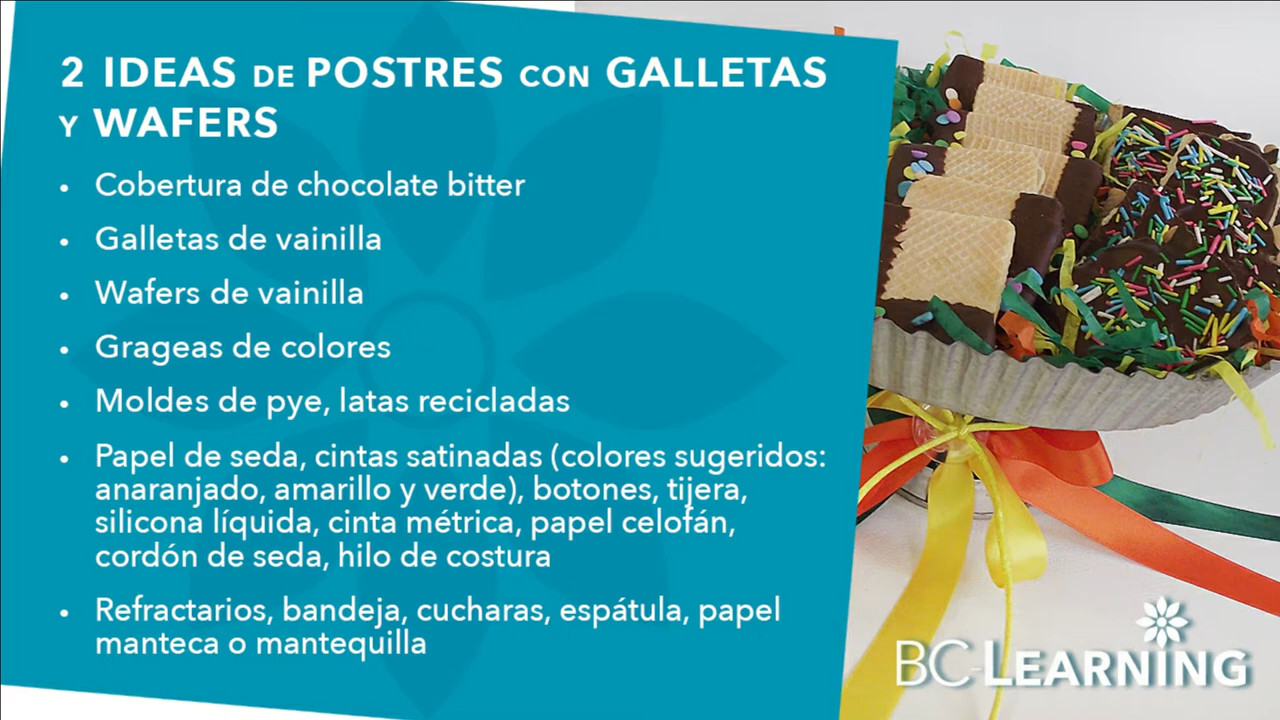 2 IDEAS DE POSTRES CON GALLETAS
Y WAFERS
• Cobertura de chocolate bitter
• Galletas de vainilla
• Wafers de vainilla
• Grageas de colores
• Moldes de pye, latas recicladas
• Papel de seda, cintas satinadas (colores sugeridos:
anaranjado, amarillo y verde), botones, tijera,
silicona líquida, cinta métrica, papel celofán,
cordón de seda, hilo de costura
• Refractarios, bandeja, cucharas, espátula, papel
manteca o mantequilla
BC-LEARNING